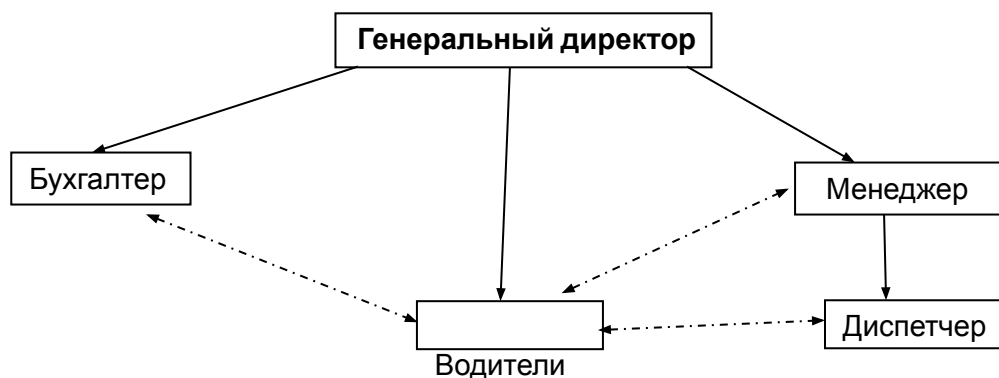 Генеральный директор
Бухгалтер
Менеджер
Диспетчер
Водители